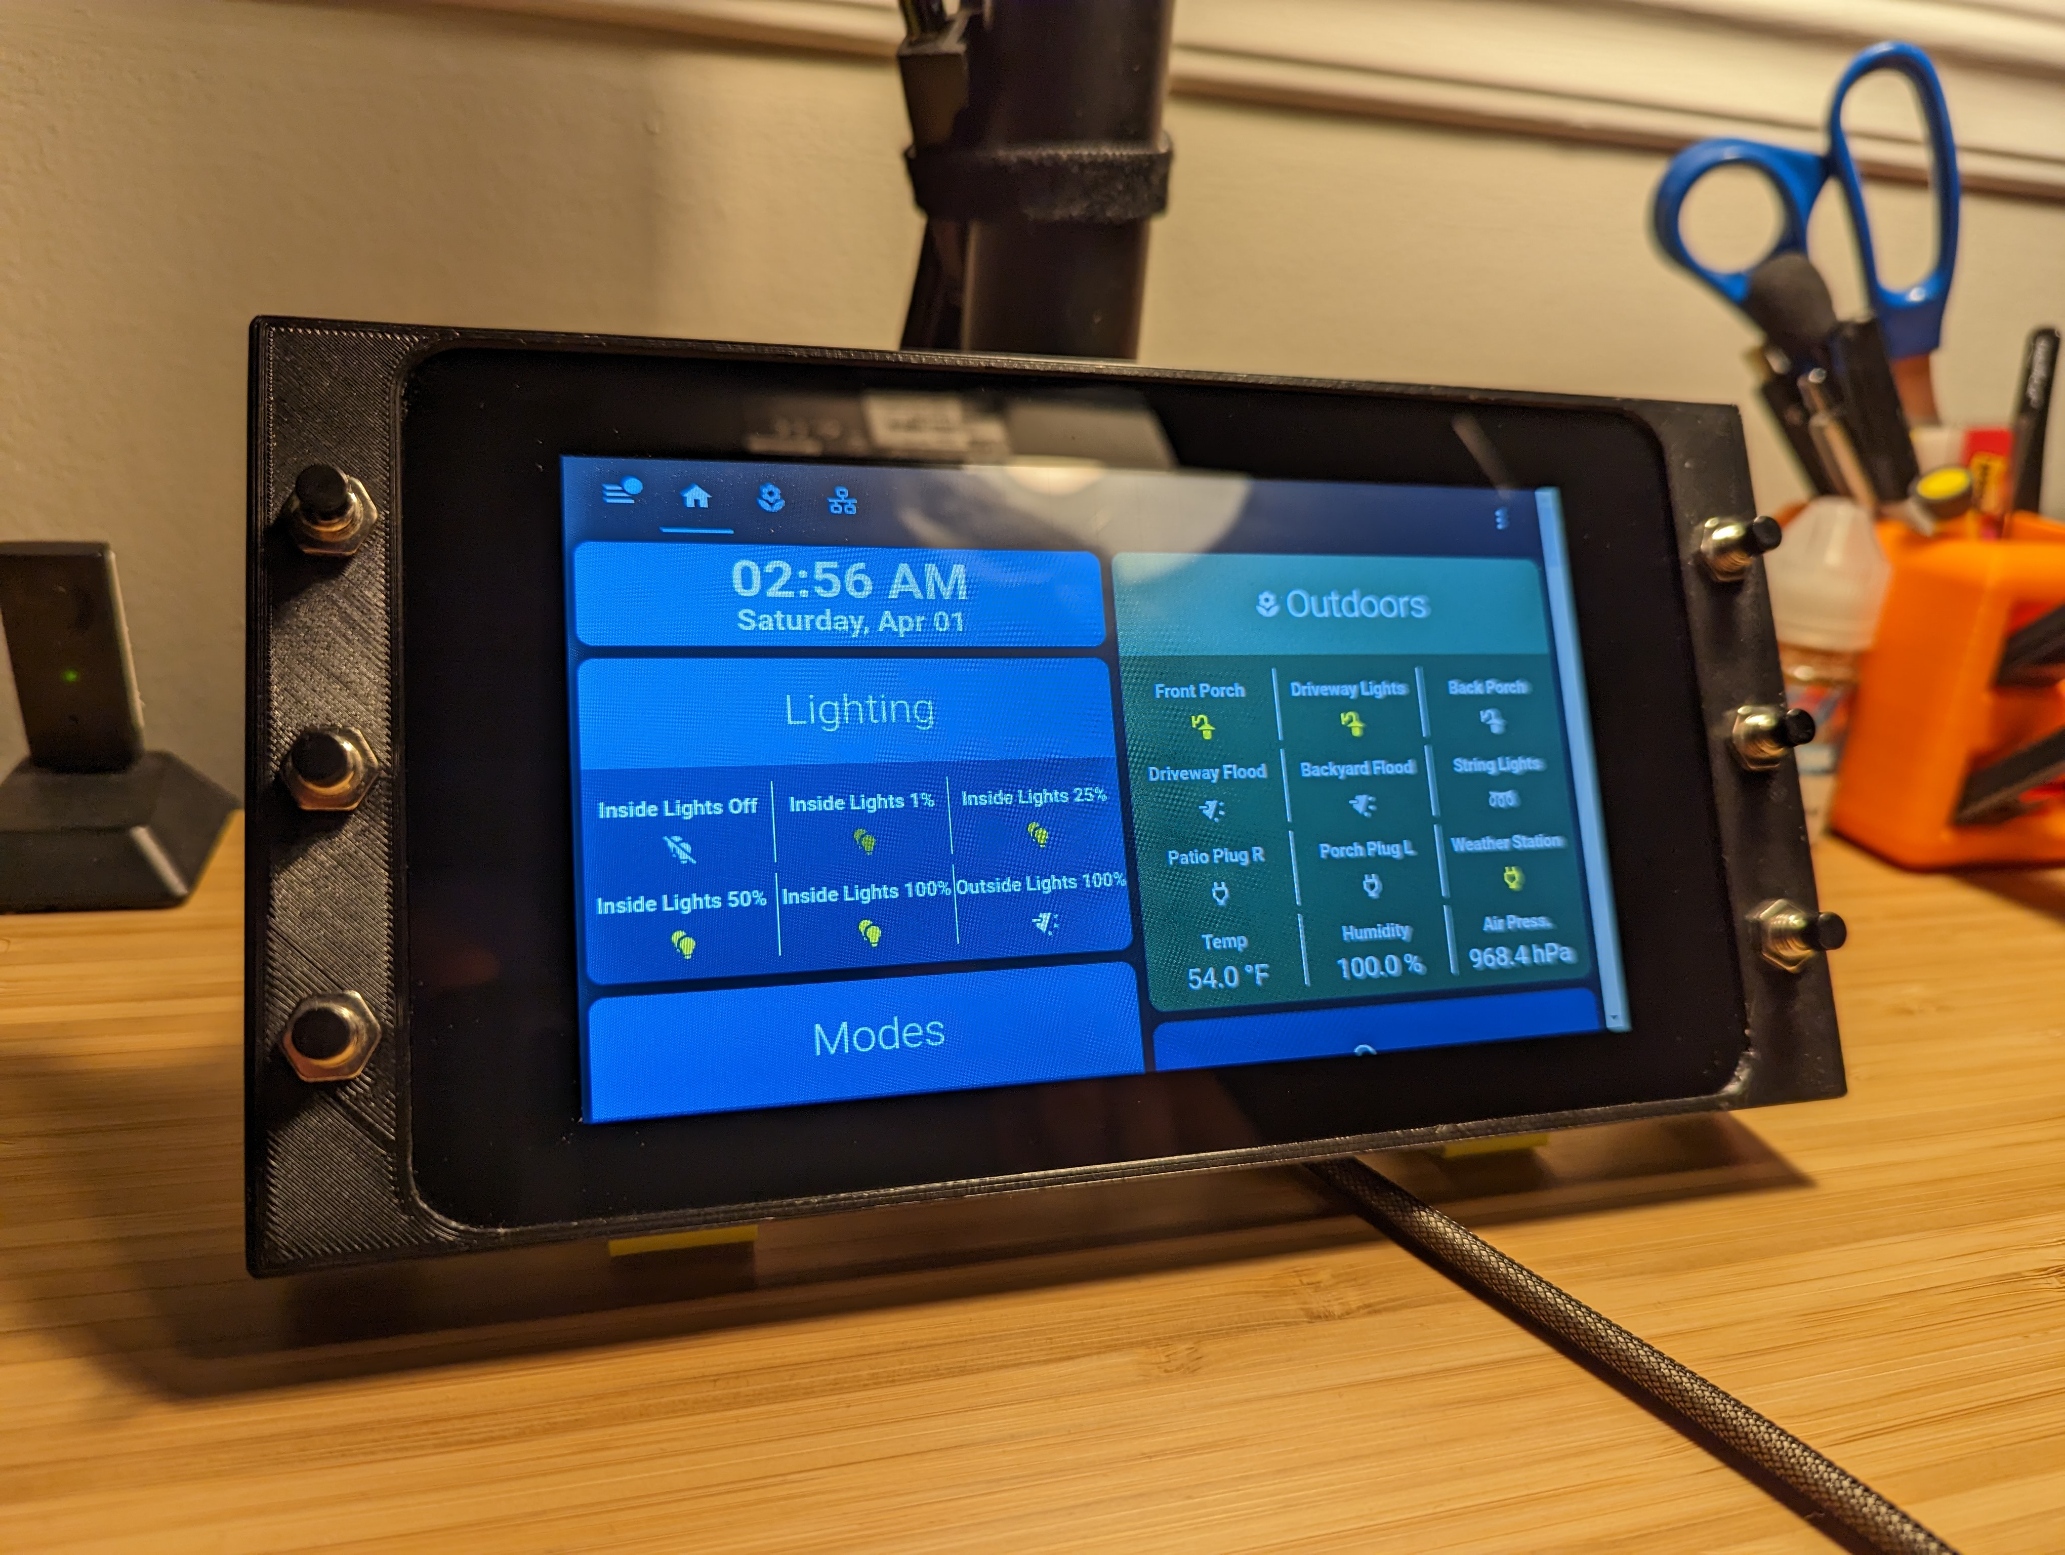 02:56 AM
Saturday, Apr 01
Lighting
Inside Lights Off
Inside Lights 1%
Inside Lights 25%
Inside Lights 50%
Inside Lights 100%
Outside Lights 100%
Modes
Outdoors
Front Porch
Driveway Lights
Back Porch
Driveway Flood
Backyard Flood
String Lights
Patio Plug R
Porch Plug L
Weather Station
Temp
54.0 °F
Humidity
100.0 %
Air Press.
968.4 hPa